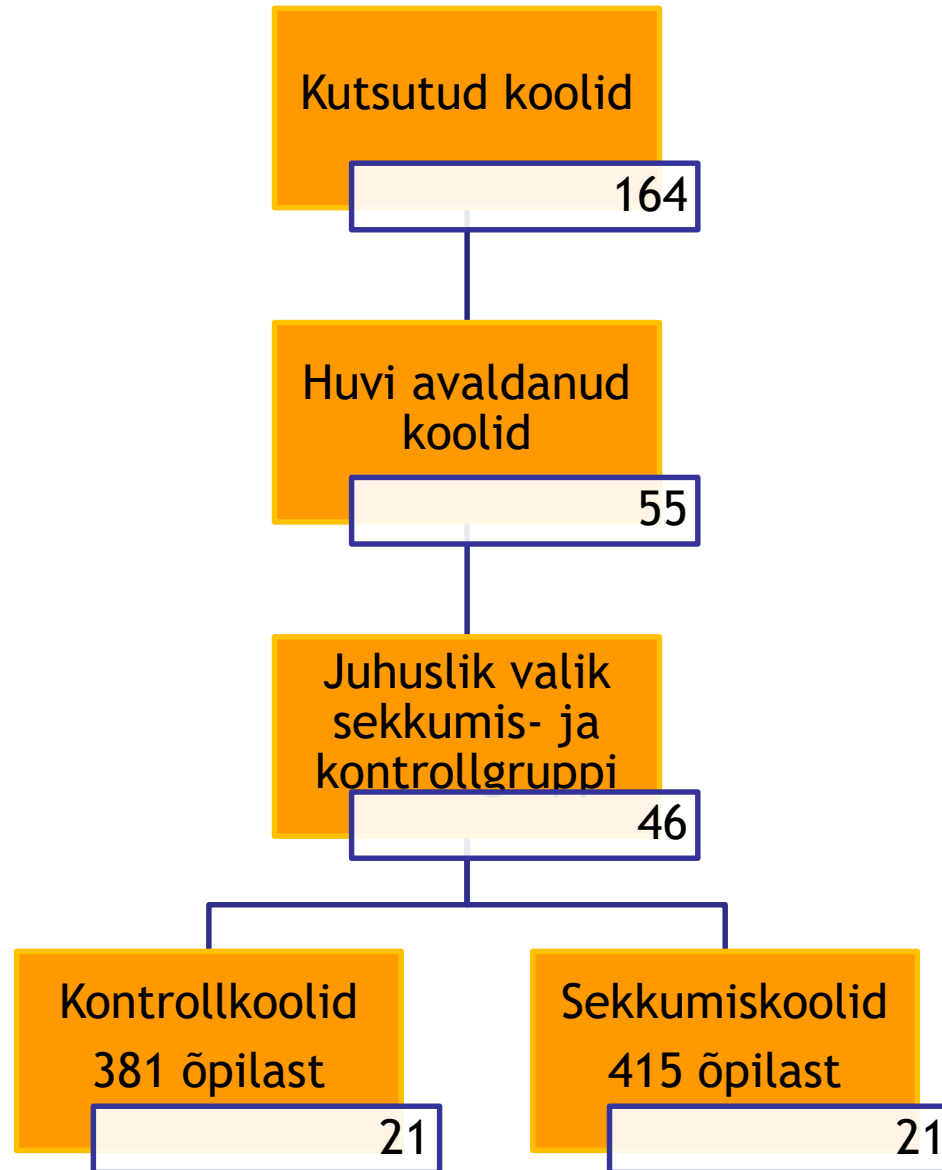 Kutsutud koolid
164
Huvi avaldanud
koolid
55
Juhuslik valik
sekkumis- ja
kontrollgruppi
46
Kontrollkoolid
381 õpilast
21
Sekkumiskoolid
415 õpilast
21